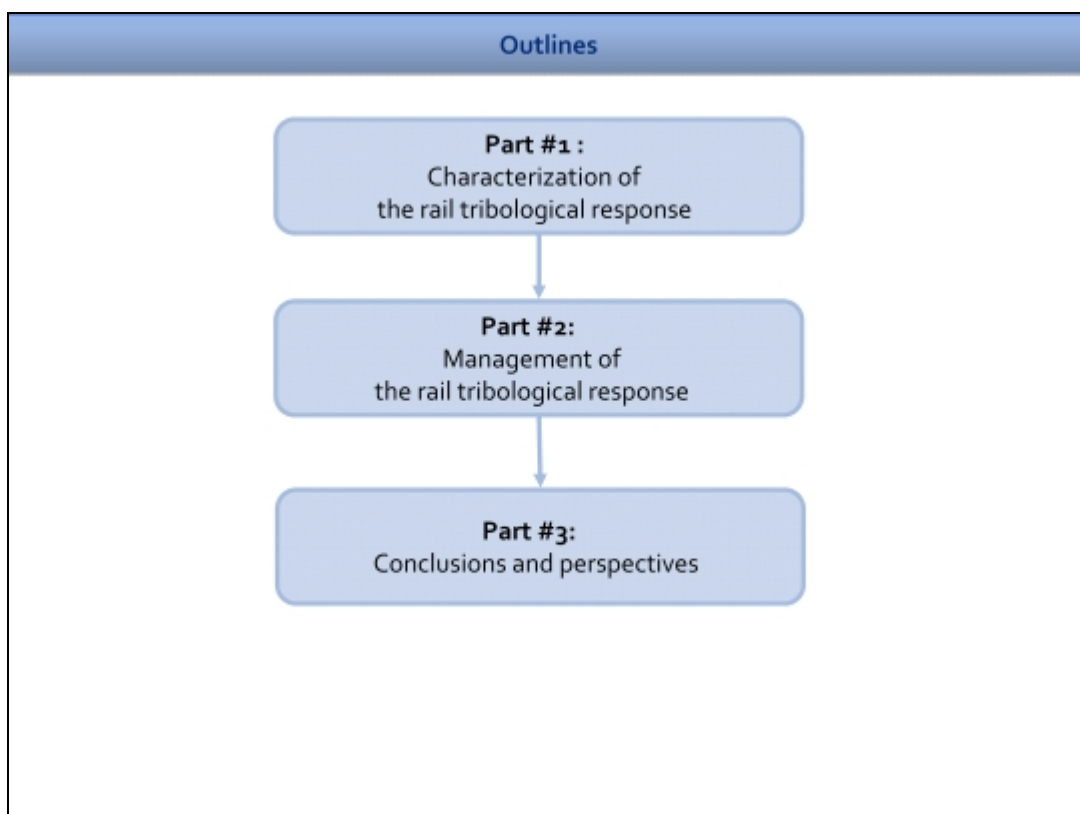 Outlines
Part #1 :
Characterization of
the rail tribological response
Part #2:
Management of
the rail tribological response
Part #3:
Conclusions and perspectives